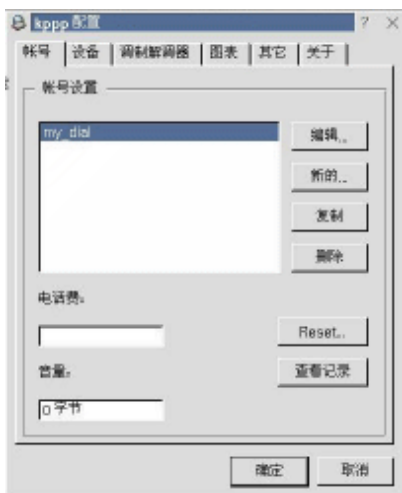 kppp 配置
帐号 设备 调制解调器 图表 其它 关于
帐号设置
my_dial
编辑...
新的...
复制
删除
电话费:
Reset...
音量:
查看记录
0 字节
确定 取消